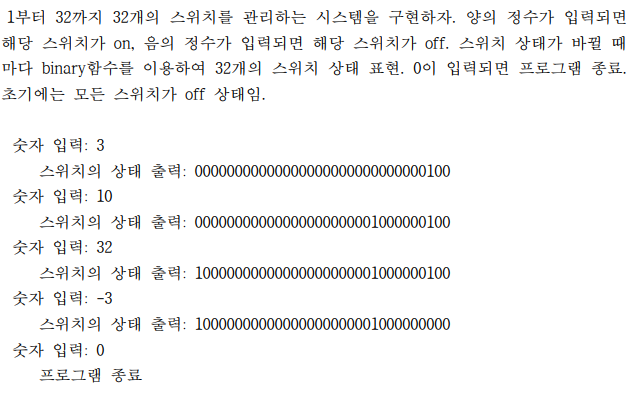 1부터 32까지 32개의 스위치를 관리하는 시스템을 구현하자. 양의 정수가 입력되면
해당 스위치가 on, 음의 정수가 입력되면 해당 스위치가 off. 스위치 상태가 바뀔 때
마다 binary함수를 이용하여 32개의 스위치 상태 표현. 0이 입력되면 프로그램 종료.
초기에는 모든 스위치가 off 상태임.
숫자 입력: 3
스위치의 상태 출력: 00000000000000000000000000000100
숫자 입력: 10
스위치의 상태 출력: 00000000000000000000001000000100
숫자 입력: 32
스위치의 상태 출력: 10000000000000000000001000000100
숫자 입력: -3
스위치의 상태 출력: 10000000000000000000001000000000
숫자 입력: 0
프로그램 종료